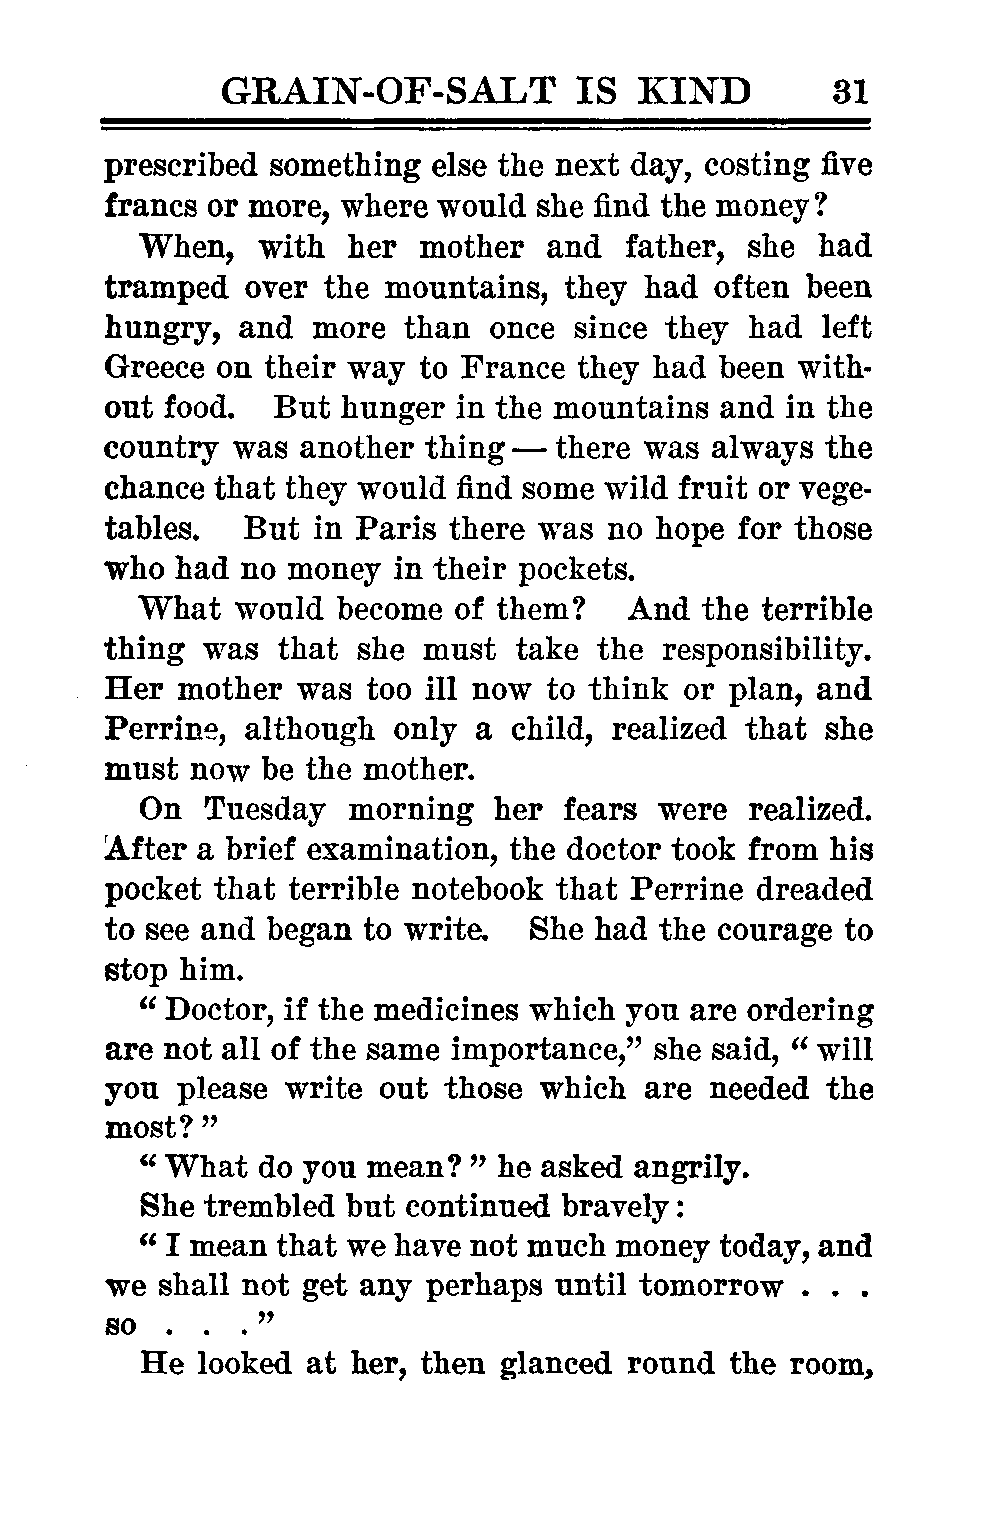 GRAIN-OF-SALT IS KIND 31
prescribed something else the next day, costing five
francs or more, where would she find the money?
When, with her mother and father, she had
tramped over the mountains, they had often been
hungry, and more than once since they had left
Greece on their way to France they had been with-
out food. But hunger in the mountains and in the
country was another thing — there was always the
chance that they would find some wild fruit or vege-
tables. But in Paris there was no hope for those
who had no money in their pockets.
What would become of them? And the terrible
thing was that she must take the responsibility.
Her mother was too ill now to think or plan, and
Perrine, although only a child, realized that she
must now be the mother.
On Tuesday morning her fears were realized.
After a brief examination, the doctor took from his
pocket that terrible notebook that Perrine dreaded
to see and began to write. She had the courage to
stop him.
“ Doctor, if the medicines which you are ordering
are not all of the same importance,” she said, “ will
you please write out those which are needed the
most? ”
“ What do you mean? ” he asked angrily.
She trembled but continued bravely :
“ I mean that we have not much money today, and
we shall not get any perhaps until tomorrow . . .
so . . . ”
He looked at her, then glanced round the room,